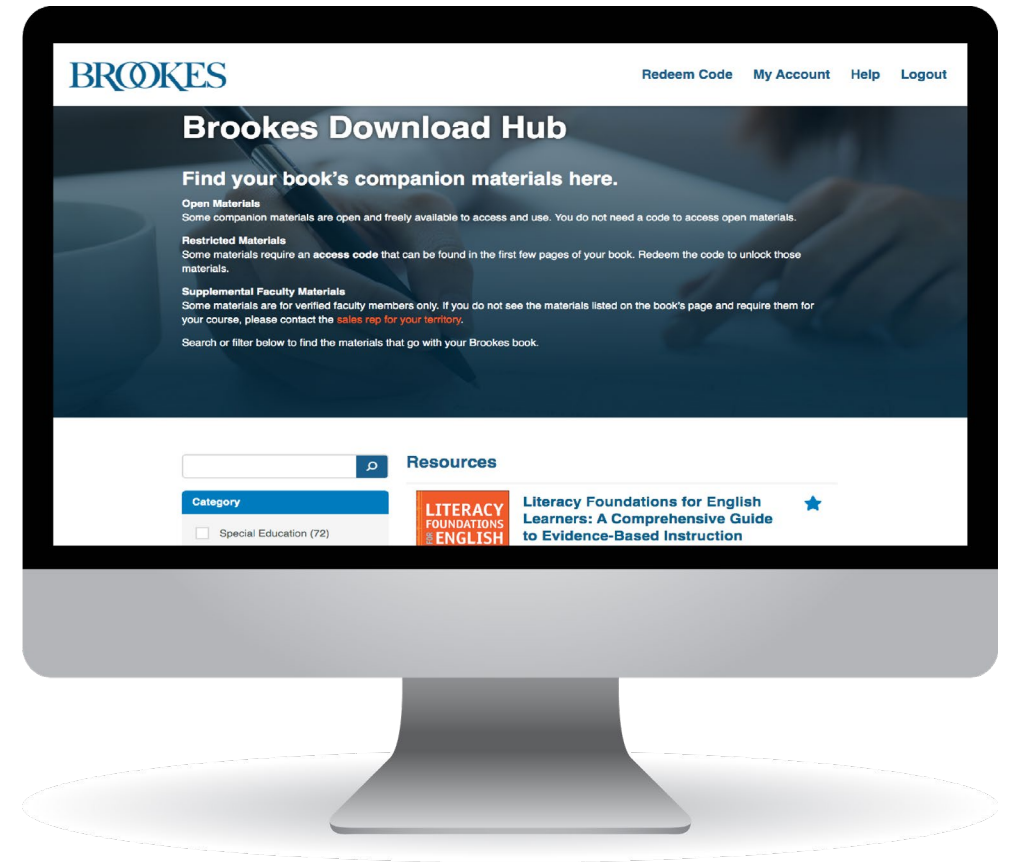 BROOKES
Redeem Code My Account Help Logout
Brookes Download Hub
Find your book's companion materials here.
Open Materials
Some companion materials are open and freely available to access and use. You do not need a code to access open materials.
Restricted Materials
Some materials require an access code that can be found in the first few pages of your book. Redeem the code to unlock those
materials.
Supplemental Faculty Materials
Some materials are for verified faculty members only. If you do not see the materials listed on the book's page and require them for
your course, please contact the sales rep for your territory.
Search or filter below to find the materials that go with your Brookes book.
Resources
Category
Special Education (72)
LITERACY
FOUNDATIONS
FOR ENGLISH
Literacy Foundations for English
Learners: A Comprehensive Guide
to Evidence-Based Instruction